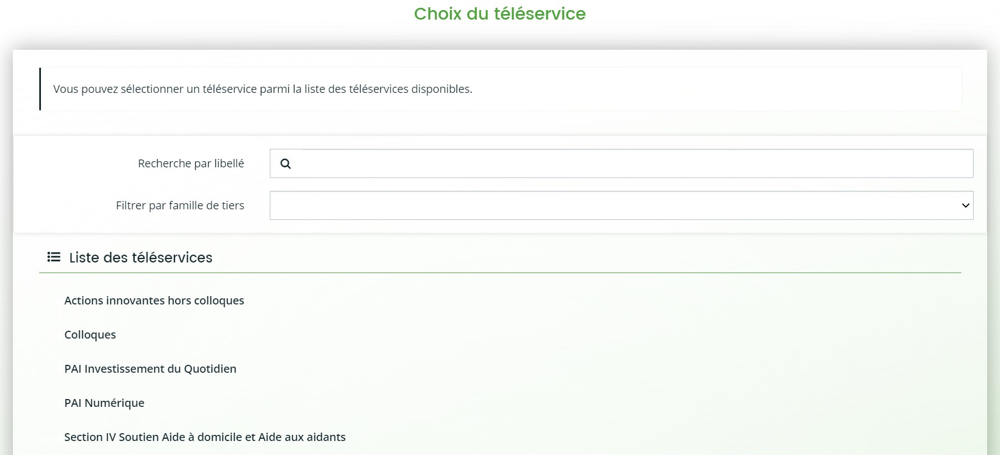 Choix du téléservice
Vous pouvez sélectionner un téléservice parmi la liste des téléservices disponibles.
Recherche par libellé
Filtrer par famille de tiers
Liste des téléservices
Actions innovantes hors colloques
Colloques
PAI Investissement du Quotidien
PAI Numérique
Section IV Soutien Aide à domicile et Aide aux aidants